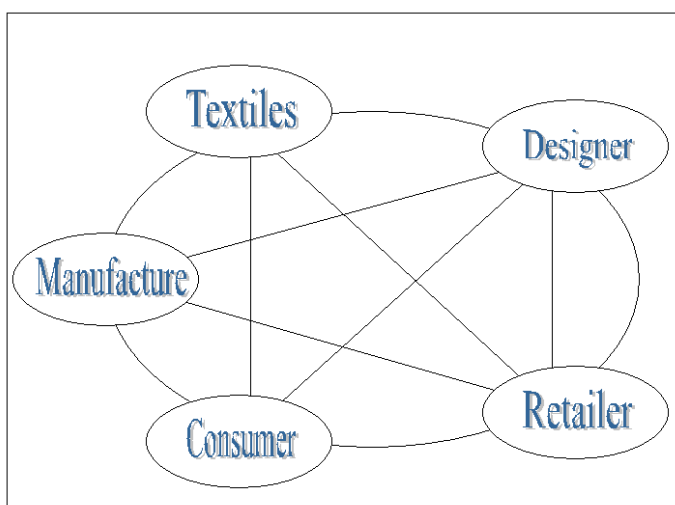 Textiles
Designer
Manufacture
Retailer
Consumer